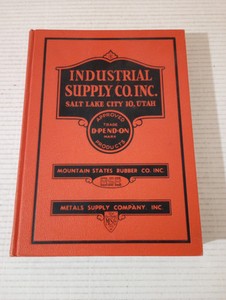 INDUSTRIAL
SUPPLY CO. INC.
SALT LAKE CITY 10, UTAH
APPROVED
TRADE
D-PEND-ON
MARK
PRODUCTS
MOUNTAIN STATES RUBBER CO. INC
METALS SUPPLY COMPANY, INC.